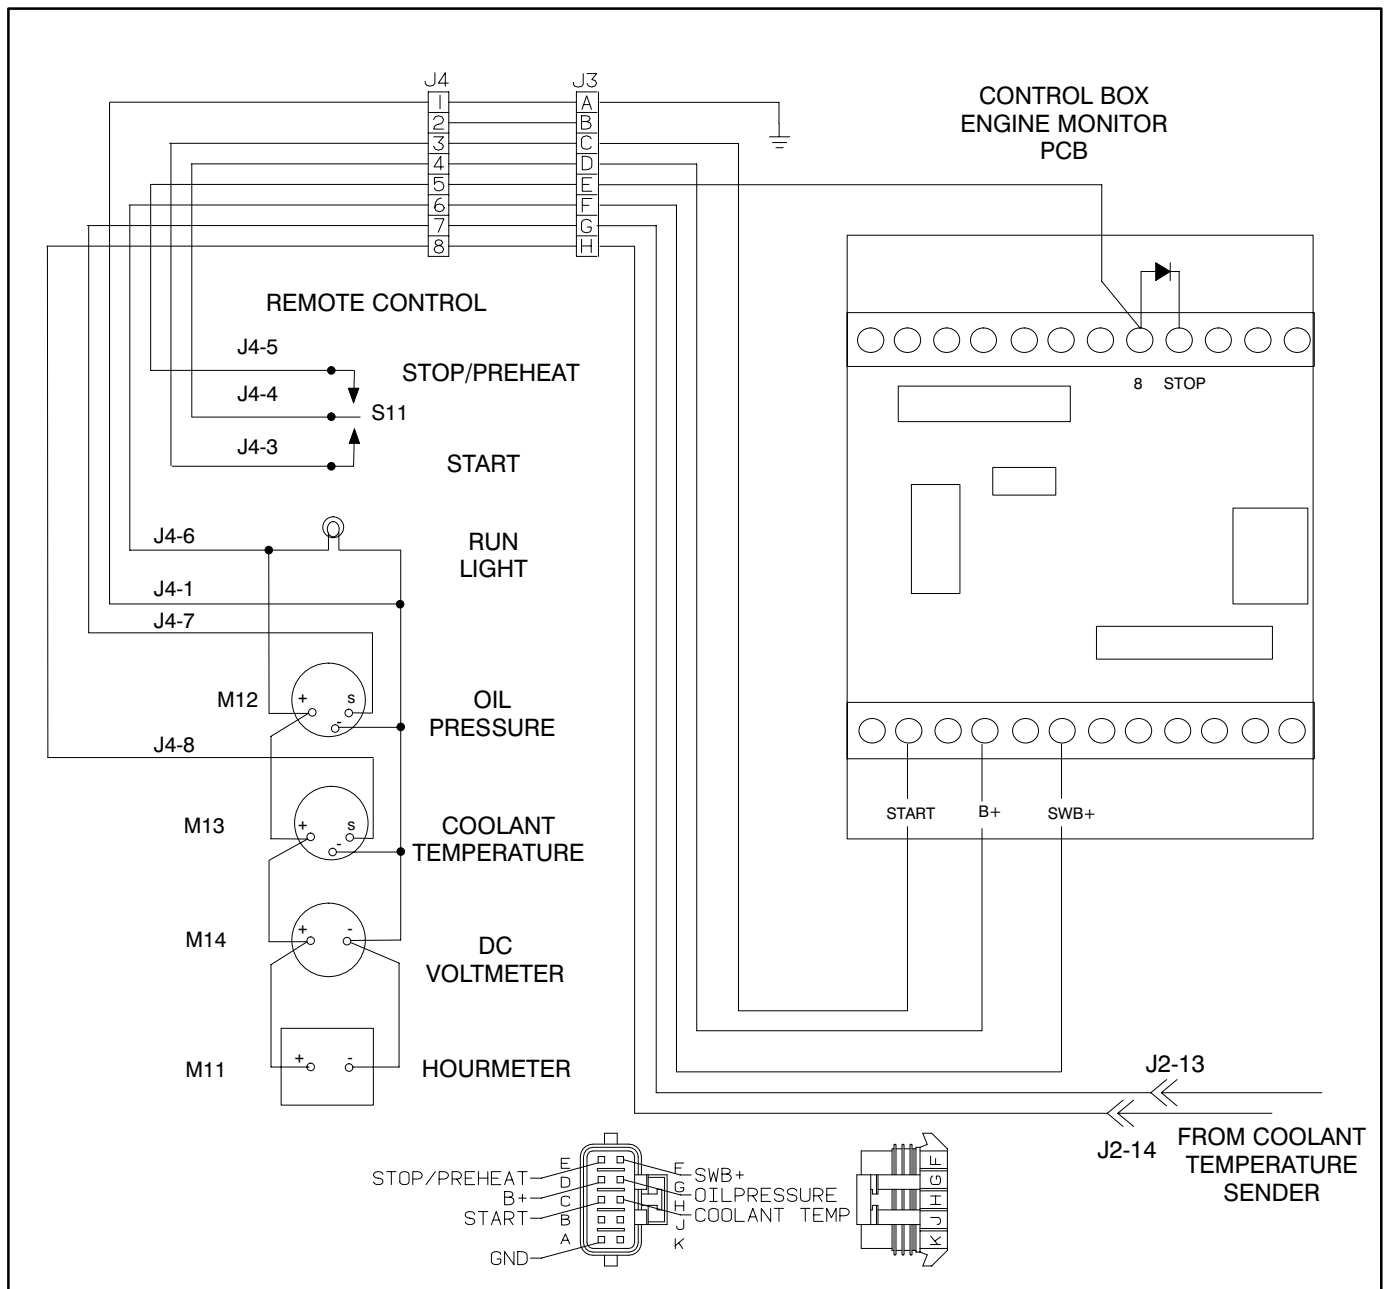 J4 J3
1 A
2 B
3 C
4 D
5 E
6 F
7 G
8 H
CONTROL BOX
ENGINE MONITOR
PCB
REMOTE CONTROL
J4-5
STOP/PREHEAT
J4-4
S11
J4-3
START
8 STOP
J4-6
RUN
LIGHT
J4-1
J4-7
M12
+ S
-
OIL
PRESSURE
J4-8
M13
+ S
-
COOLANT
TEMPERATURE
M14
+ -
DC
VOLTMETER
M11
+ -
HOURMETER
START B+ SWB+
J2-13
J2-14
FROM COOLANT
TEMPERATURE
SENDER
STOP/PREHEAT E F SWB+
B+ D G OILPRESSURE
START C H COOLANT TEMP
B J
GND A K
F
G
H
J
K